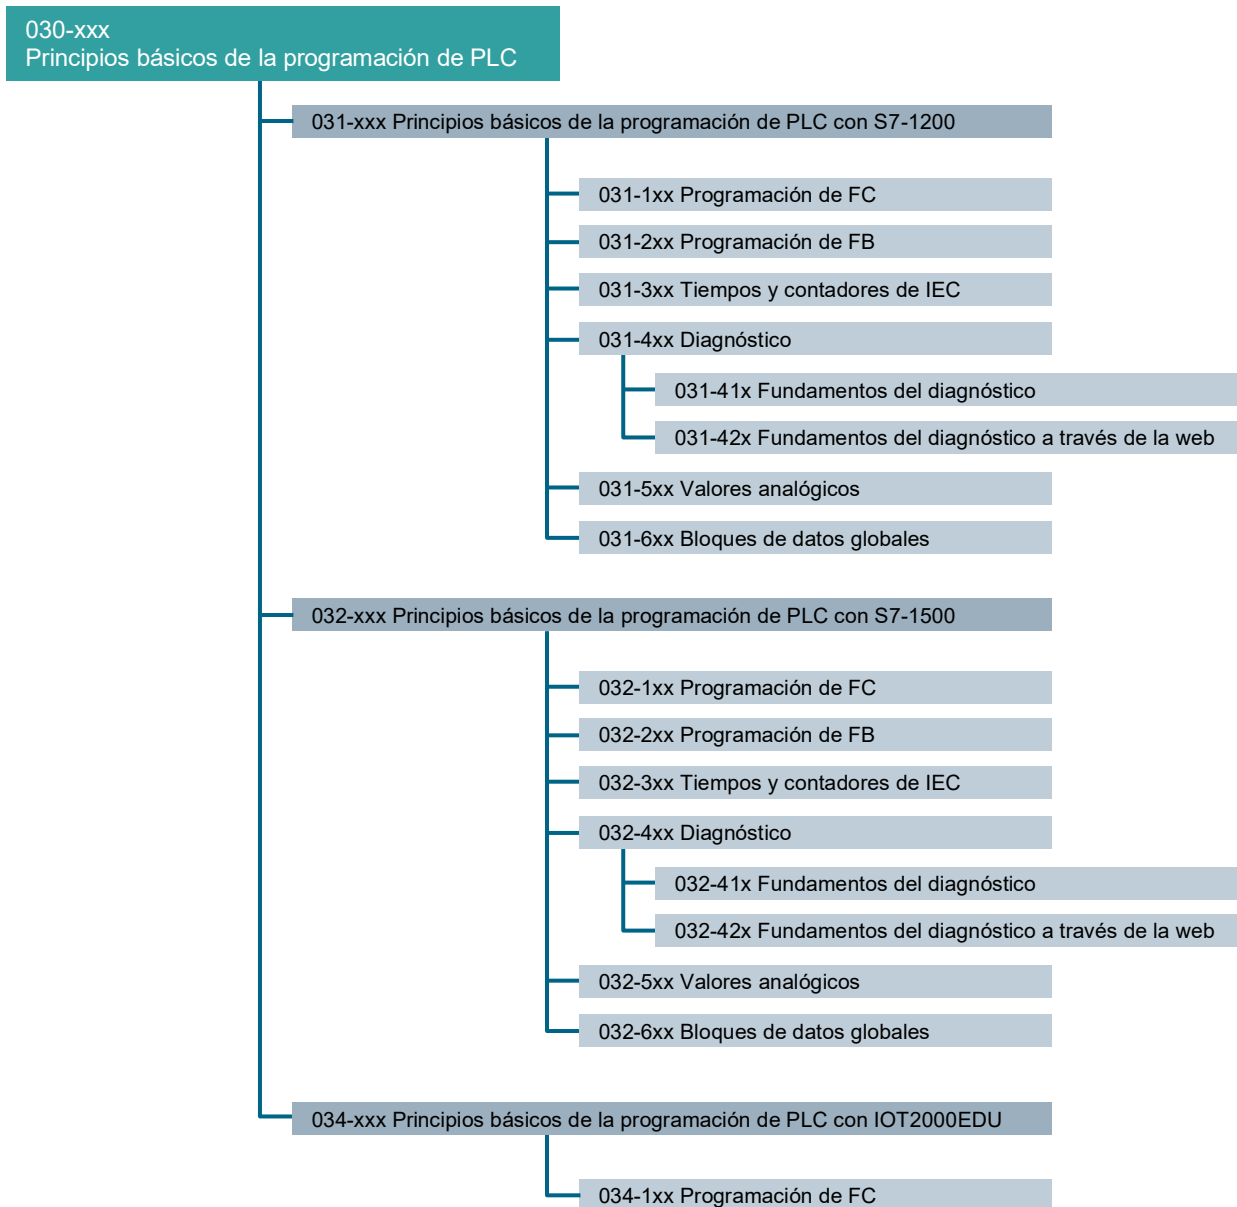 030-xxx
Principios básicos de la programación de PLC
031-xxx Principios básicos de la programación de PLC con S7-1200
031-1xx Programación de FC
031-2xx Programación de FB
031-3xx Tiempos y contadores de IEC
031-4xx Diagnóstico
031-41x Fundamentos del diagnóstico
031-42x Fundamentos del diagnóstico a través de la web
031-5xx Valores analógicos
031-6xx Bloques de datos globales
032-xxx Principios básicos de la programación de PLC con S7-1500
032-1xx Programación de FC
032-2xx Programación de FB
032-3xx Tiempos y contadores de IEC
032-4xx Diagnóstico
032-41x Fundamentos del diagnóstico
032-42x Fundamentos del diagnóstico a través de la web
032-5xx Valores analógicos
032-6xx Bloques de datos globales
034-xxx Principios básicos de la programación de PLC con IOT2000EDU
034-1xx Programación de FC